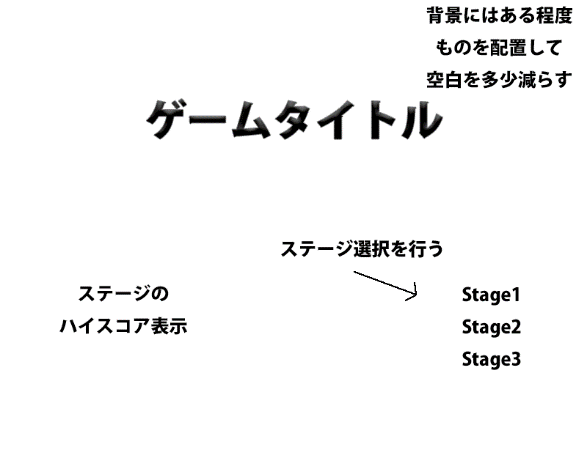 背景にはある程度
ものを配置して
空白を多少減らす
ゲームタイトル
ステージ選択を行う
ステージの
ハイスコア表示
Stage1
Stage2
Stage3